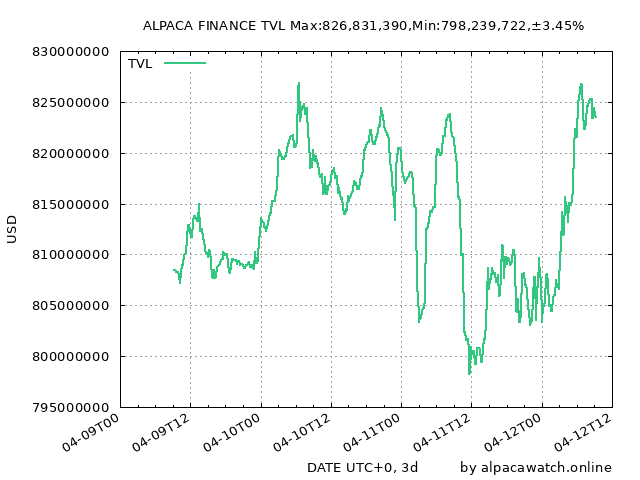 ALPACA FINANCE TVL Max:826,831,390,Min:798,239,722,±3.45%
830000000
TVL
825000000
820000000
815000000
810000000
805000000
800000000
795000000
USD
04-09T00
04-09T12
04-10T00
04-10T12
04-11T00
04-11T12
04-12T00
04-12T12
DATE UTC+0, 3d
by alpacawatch.online